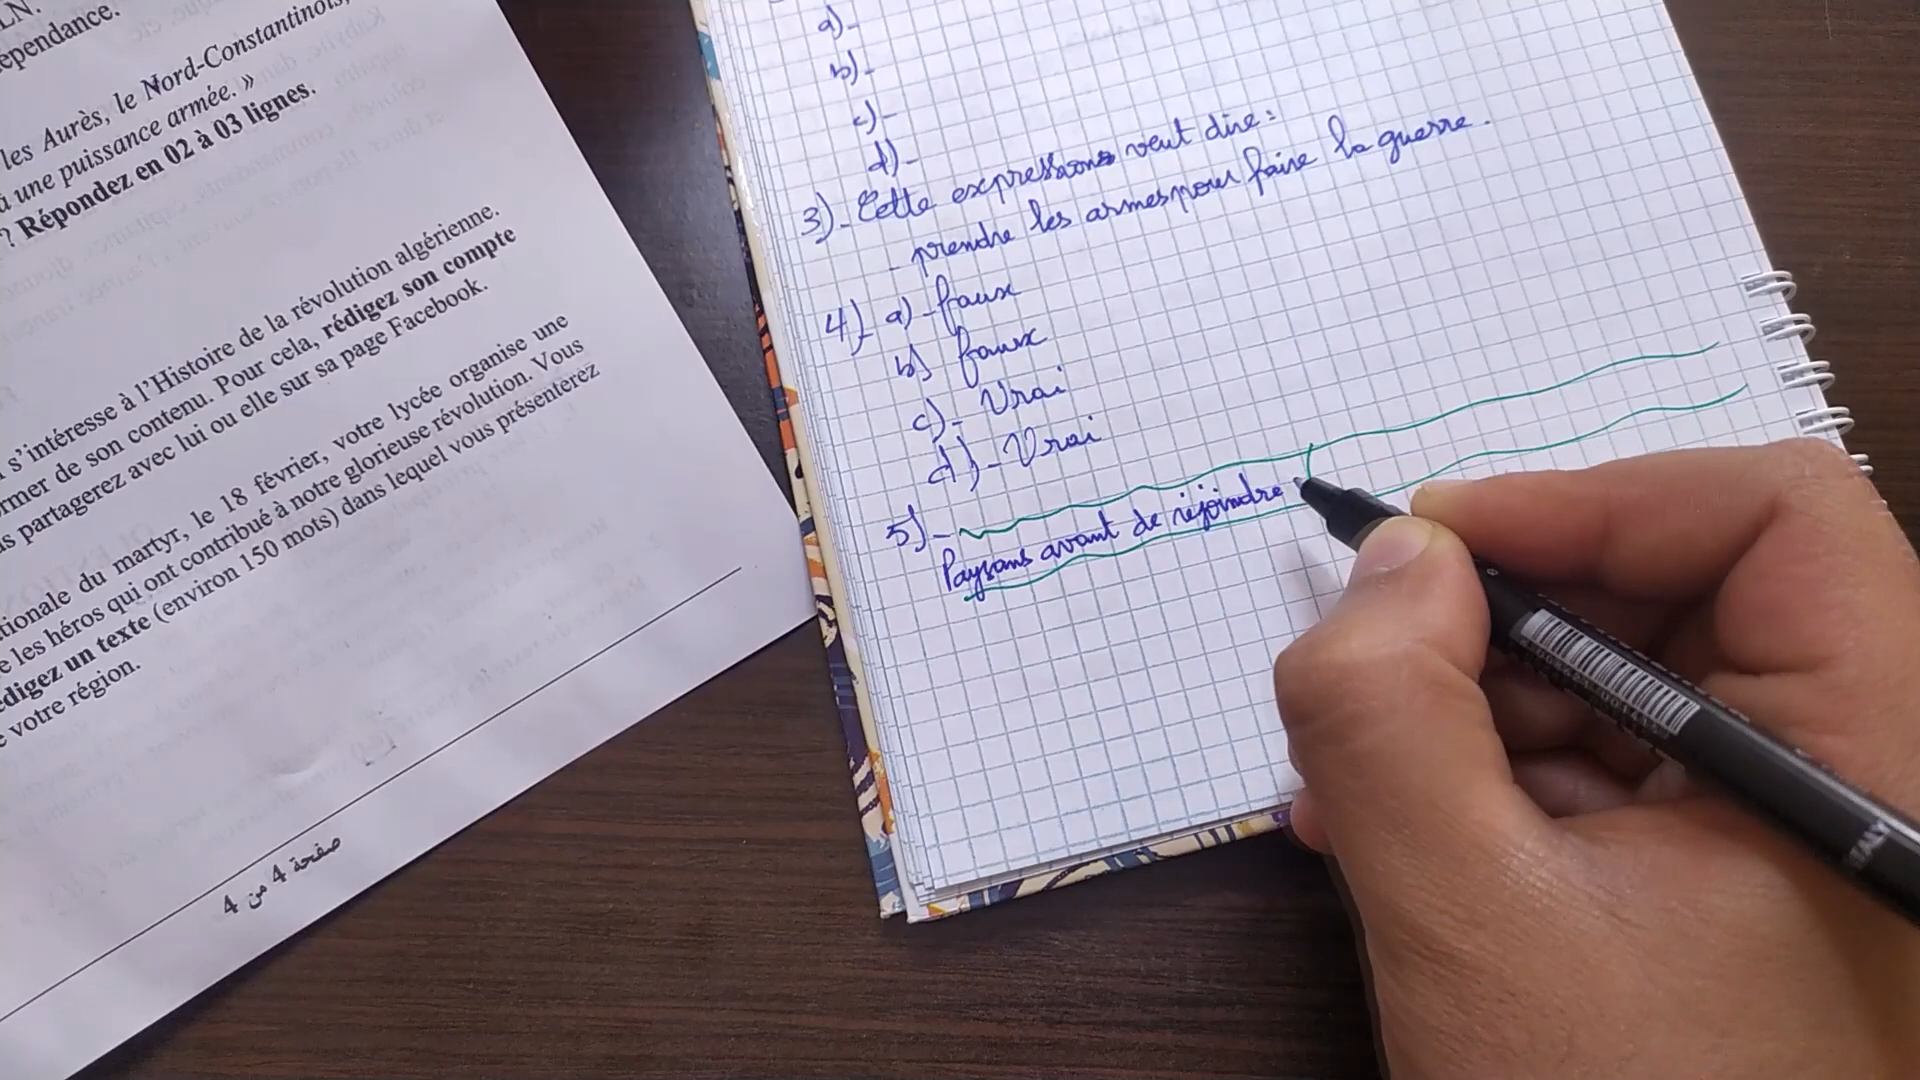 LN.
épendance.
les Aurès, le Nord-Constantinois,
à une puissance armée. »
? Répondez en 02 à 03 lignes.
s'intéresse à l'Histoire de la révolution algérienne.
rmer de son contenu. Pour cela, rédigez son compte
s partagerez avec lui ou elle sur sa page Facebook.
tionale du martyr, le 18 février, votre lycée organise une
e les héros qui ont contribué à notre glorieuse révolution. Vous
édigez un texte (environ 150 mots) dans lequel vous présenterez
e votre région.
صفحة 4 من 4
a)-
b)-
c)-
d)-
3)- Cette expression veut dire:
- prendre les armes pour faire la guerre.
4)- a)- faux
b) faux
c)- Vrai
d)- Vrai
5)-
Paysans avant de rejoindre
ITALY